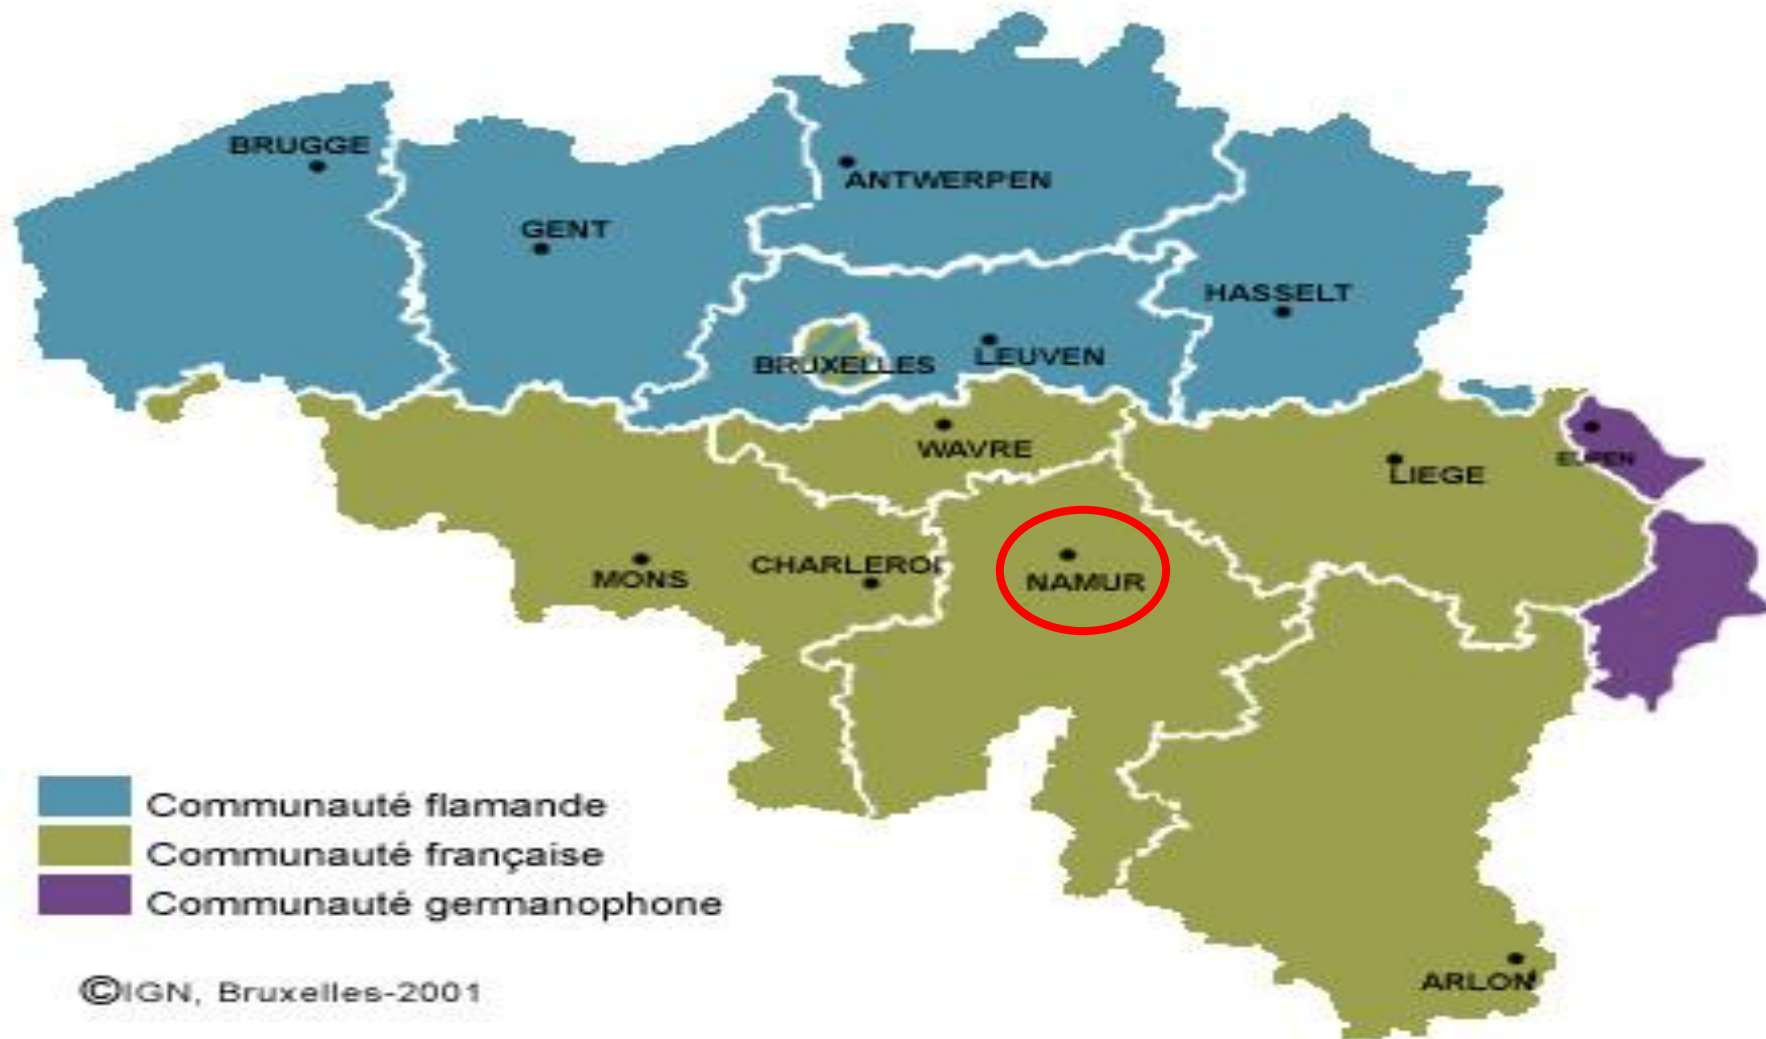 BRUGGE
ANTWERPEN
GENT
HASSELT
BRUXELLES
LEUVEN
WAVRE
LIEGE
EUPEN
CHARLEROI
MONS
NAMUR
Communauté flamande
Communauté française
Communauté germanophone
ARLON
©IGN, Bruxelles-2001